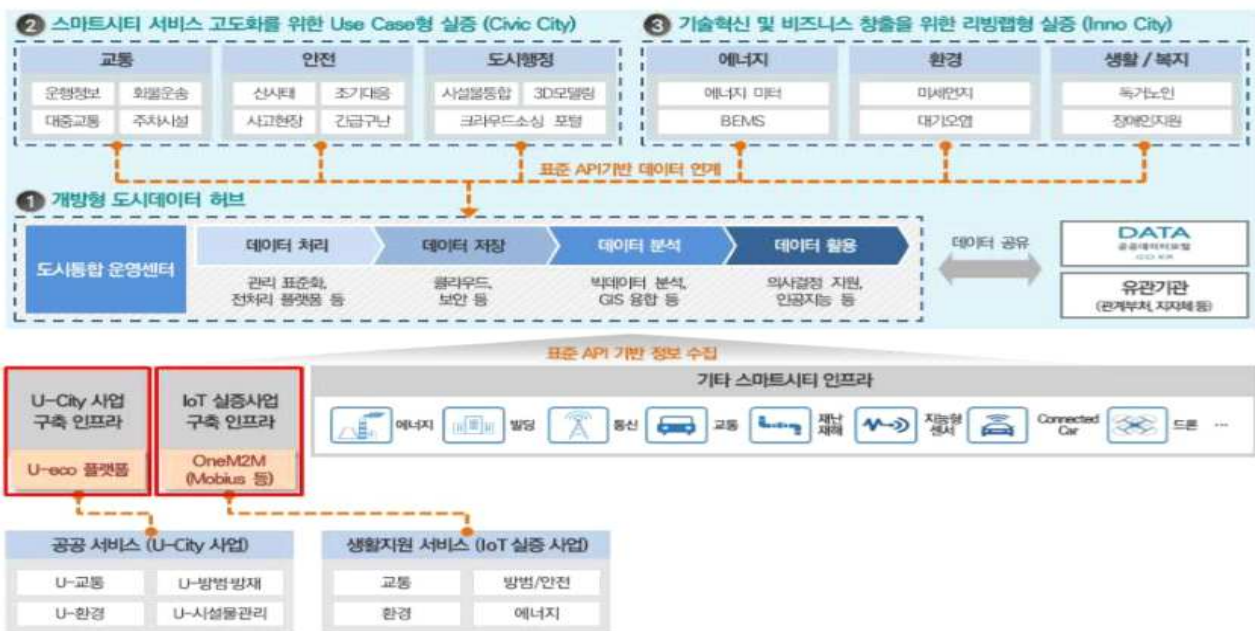 2 스마트시티 서비스 고도화를 위한 Use Case형 실증 (Civic City)
교통
운행정보 화물운송
대중교통 주차시설
안전
산사태 조기대응
사고현장 긴급구난
도시행정
시설물통합 3D모델링
크라우드소싱 포털
3 기술혁신 및 비즈니스 창출을 위한 리빙랩형 실증 (Inno City)
에너지
에너지 미터
BEMS
환경
미세먼지
대기오염
생활 / 복지
독거노인
장애인지원
표준 API기반 데이터 연계
1 개방형 도시데이터 허브
도시통합 운영센터
데이터 처리
관리 표준화,
전처리 플랫폼 등
데이터 저장
클라우드,
보안 등
데이터 분석
빅데이터 분석,
GIS 융합 등
데이터 활용
의사결정 지원,
인공지능 등
데이터 공유
DATA
공공데이터포털
GO KR
유관기관
(관계부처, 지자체 등)
표준 API 기반 정보 수집
U-City 사업
구축 인프라
U-eco 플랫폼
IoT 실증사업
구축 인프라
OneM2M
(Mobius 등)
기타 스마트시티 인프라
에너지
빌딩
통신
교통
재난
재해
지능형
센서
Connected
Car
드론 ...
공공 서비스 (U-City 사업)
U-교통 U-방범·방재
U-환경 U-시설물관리
생활지원 서비스 (IoT 실증 사업)
교통 방범/안전
환경 에너지